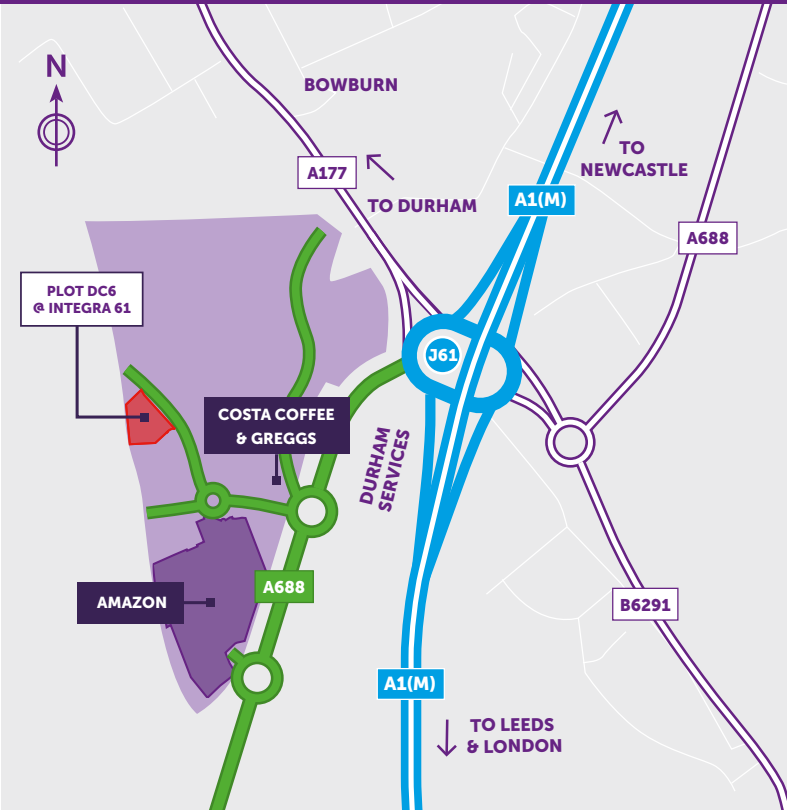 N
BOWBURN
TO
NEWCASTLE
A177
TO DURHAM
A1(M)
A688
PLOT DC6
@ INTEGRA 61
J61
COSTA COFFEE
& GREGGS
DURHAM
SERVICES
A688
AMAZON
B6291
A1(M)
TO LEEDS
& LONDON